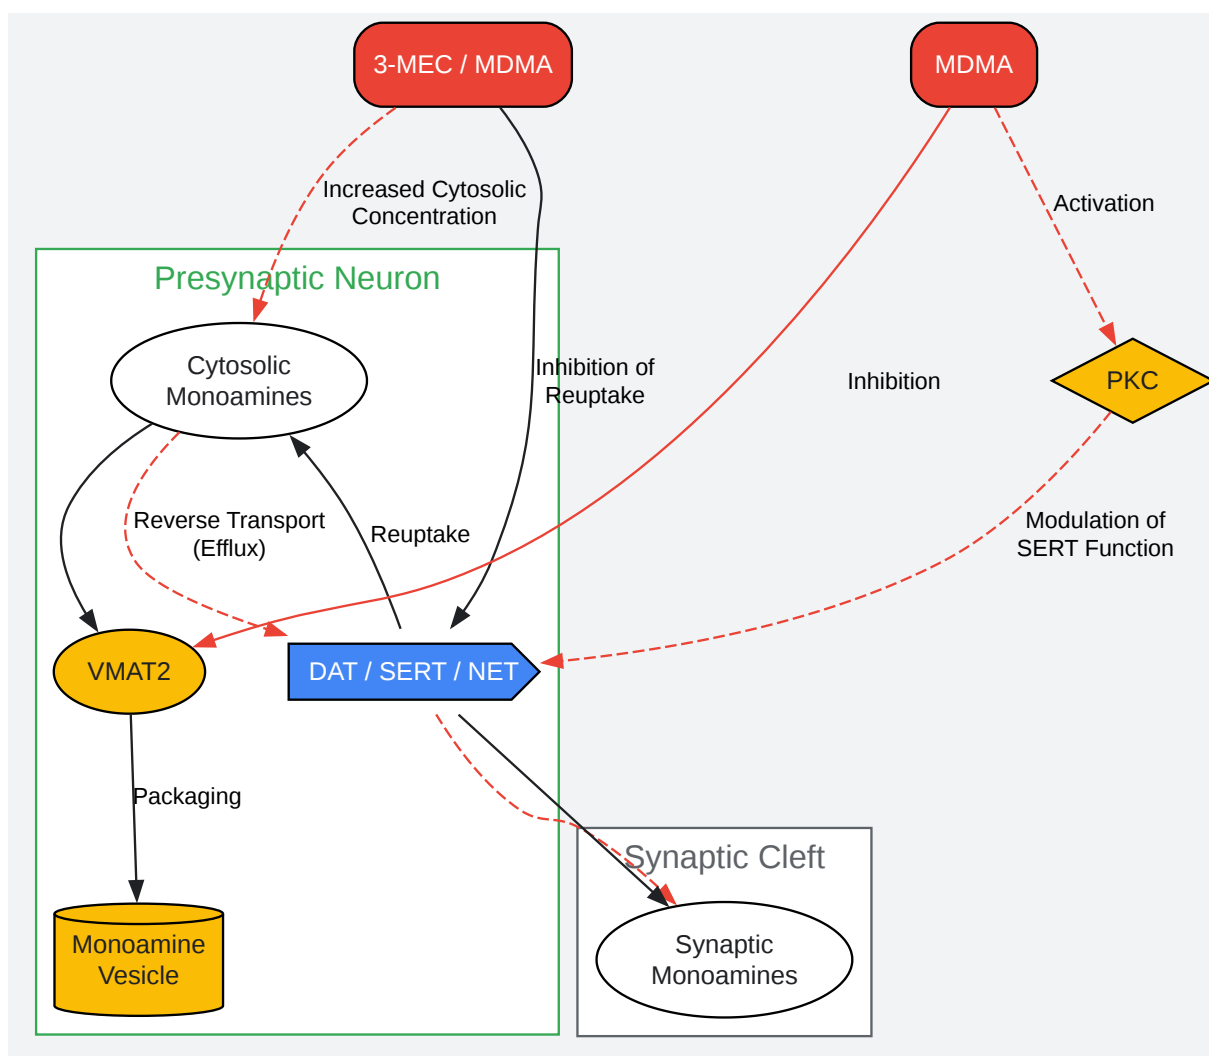 3-MEC / MDMA
MDMA
Increased Cytosolic
Concentration
Activation
Presynaptic Neuron
Cytosolic
Monoamines
Inhibition of
Reuptake
Inhibition
PKC
Reverse Transport
(Efflux)
Reuptake
Modulation of
SERT Function
VMAT2
DAT / SERT / NET
Packaging
Synaptic Cleft
Monoamine
Vesicle
Synaptic
Monoamines